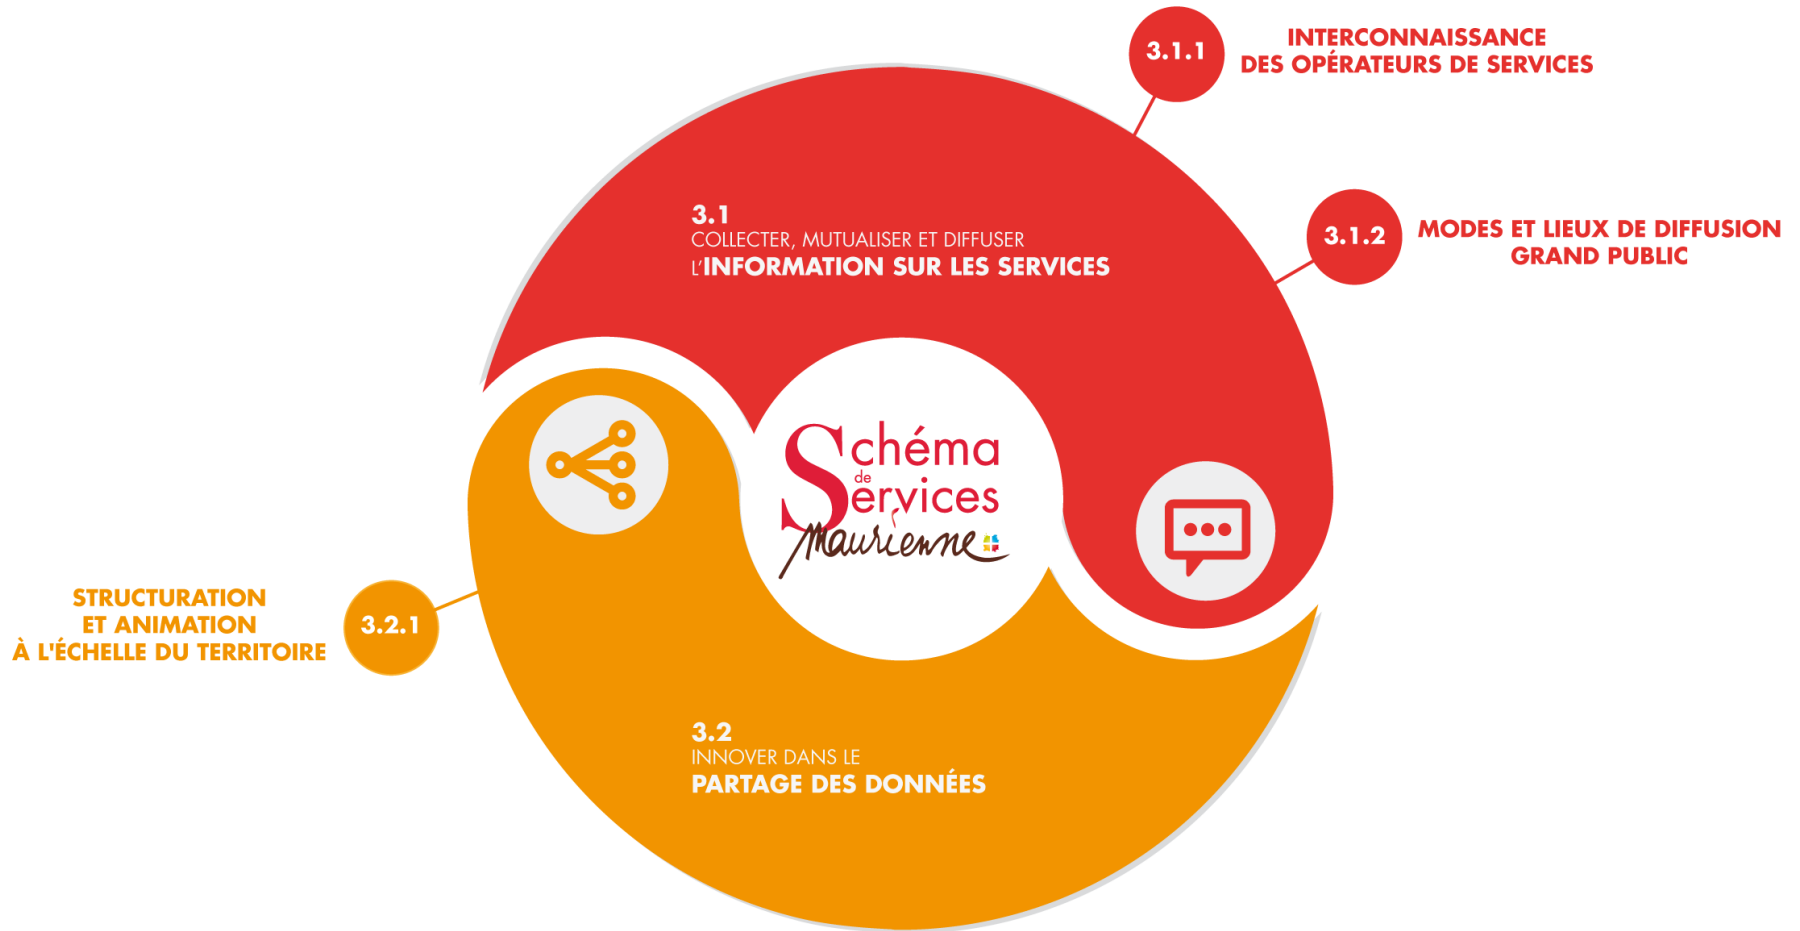 3.1.1
INTERCONNAISSANCE
DES OPÉRATEURS DE SERVICES
3.1.2
MODES ET LIEUX DE DIFFUSION
GRAND PUBLIC
3.1
COLLECTER, MUTUALISER ET DIFFUSER
L'INFORMATION SUR LES SERVICES
Schéma
de
Services
Maurienne
3.2.1
STRUCTURATION
ET ANIMATION
À L'ÉCHELLE DU TERRITOIRE
3.2
INNOVER DANS LE
PARTAGE DES DONNÉES